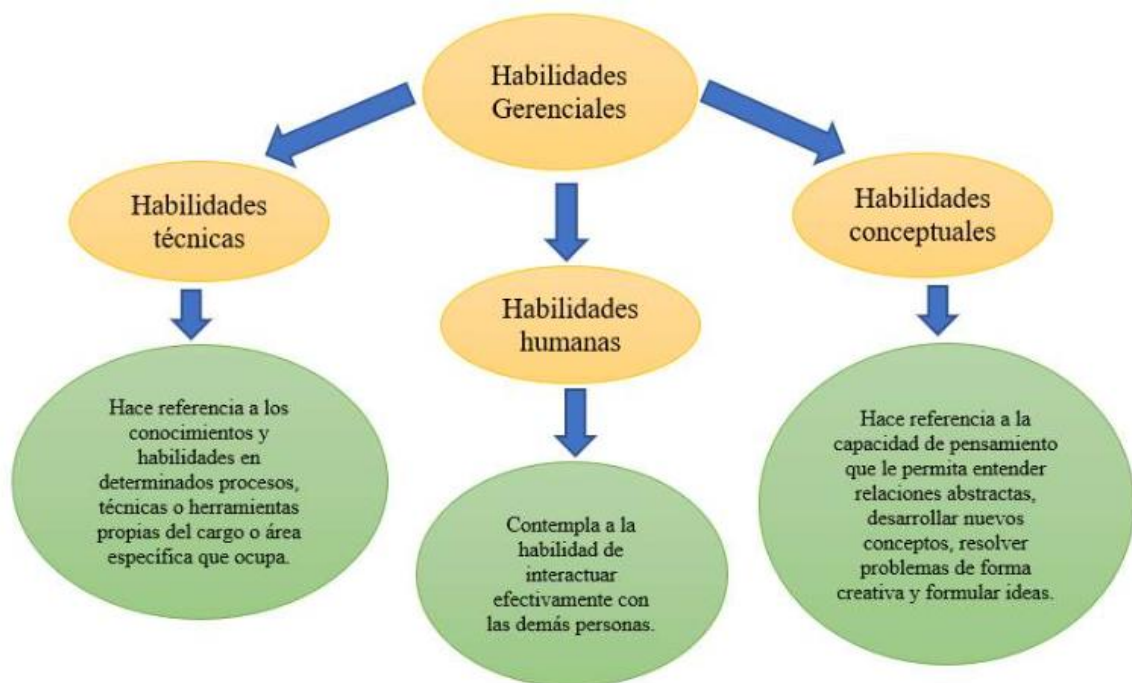 Habilidades
Gerenciales
Habilidades
técnicas
Habilidades
humanas
Habilidades
conceptuales
Hace referencia a los
conocimientos y
habilidades en
determinados procesos,
técnicas o herramientas
propias del cargo o área
específica que ocupa.
Contempla a la
habilidad de
interactuar
efectivamente con
las demás personas.
Hace referencia a la
capacidad de pensamiento
que le permita entender
relaciones abstractas,
desarrollar nuevos
conceptos, resolver
problemas de forma
creativa y formular ideas.